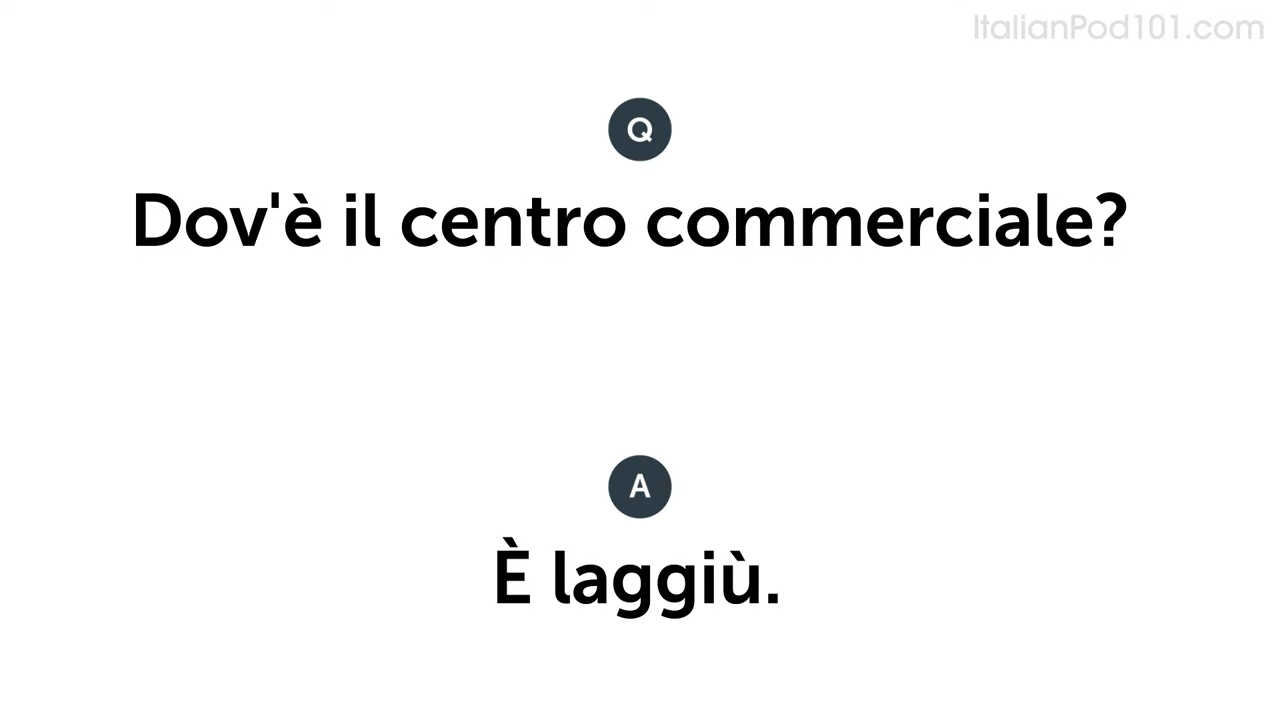 ItalianPod101.com
Q
Dov'è il centro commerciale?
A
È laggiù.